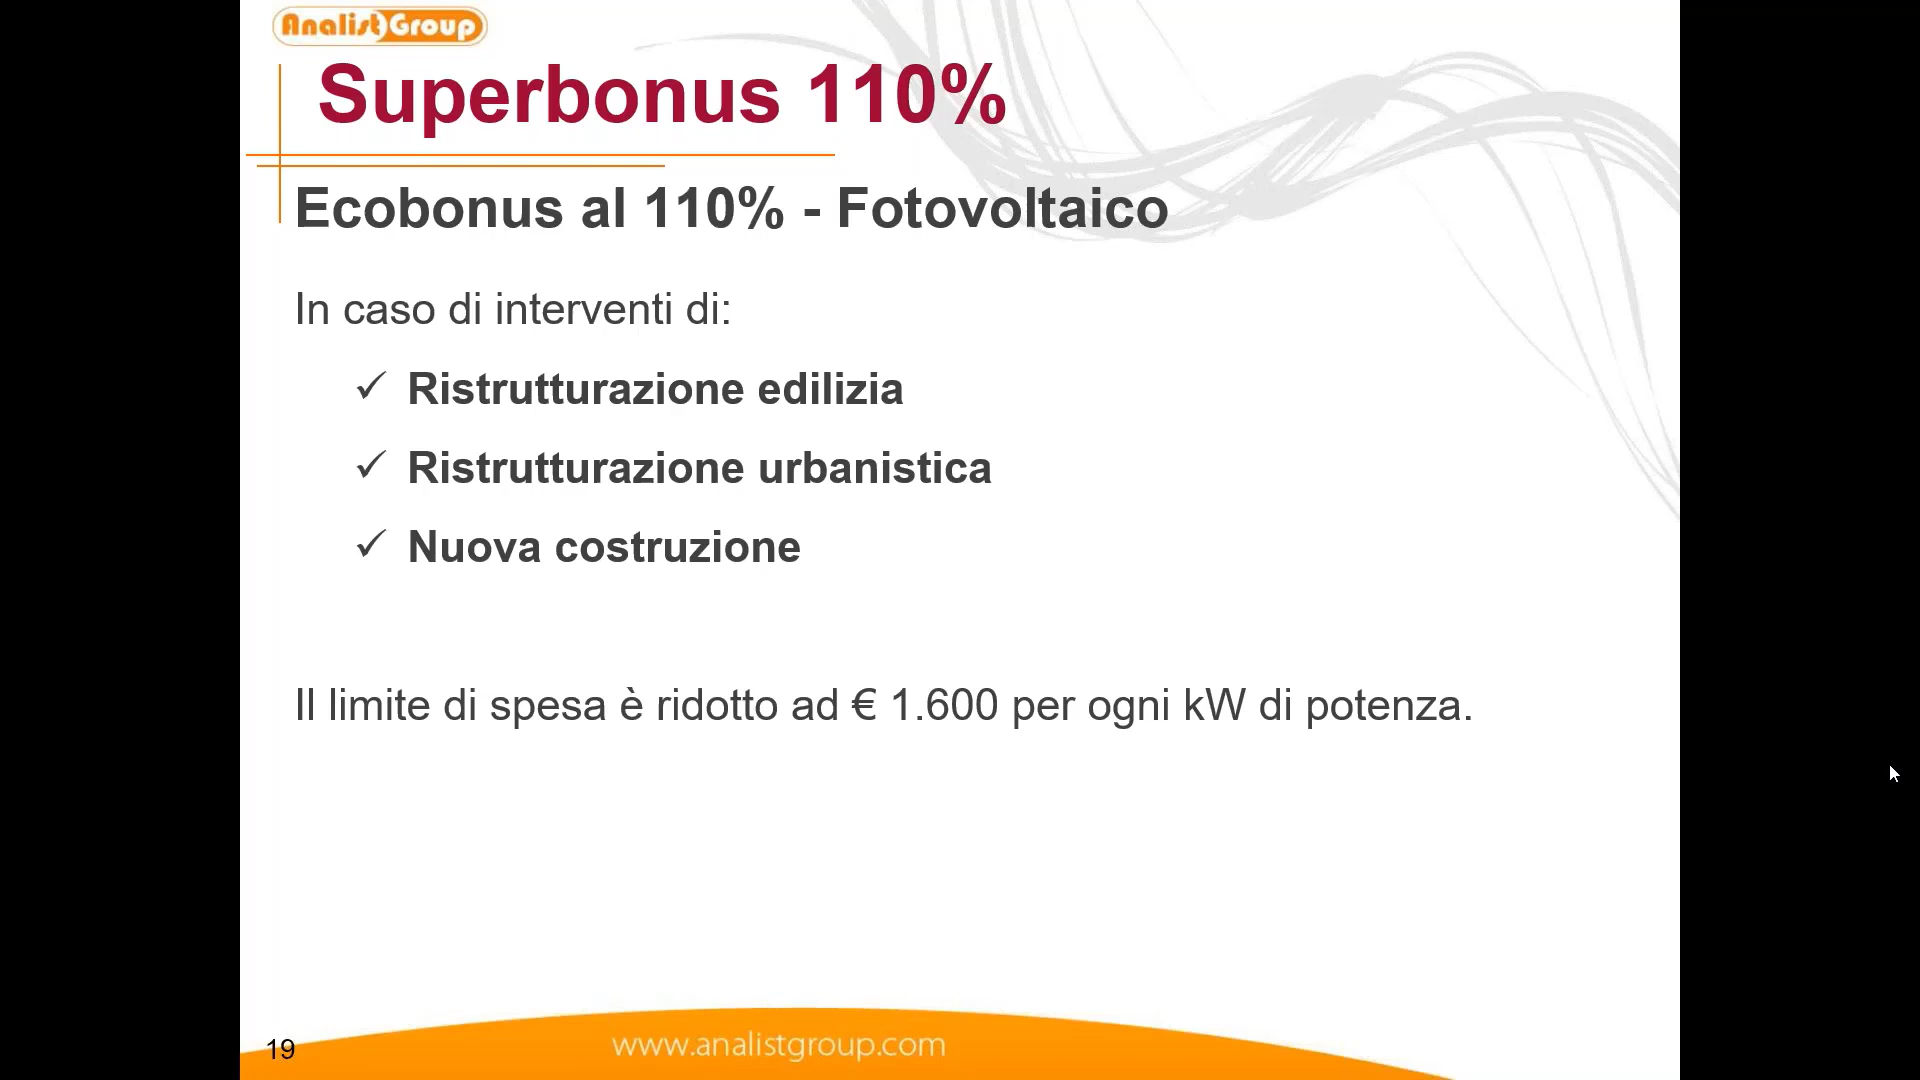 AnalistGroup
Superbonus 110%
Ecobonus al 110% - Fotovoltaico
In caso di interventi di:
✓ Ristrutturazione edilizia
✓ Ristrutturazione urbanistica
✓ Nuova costruzione
Il limite di spesa è ridotto ad € 1.600 per ogni kW di potenza.
19
www.analistgroup.com